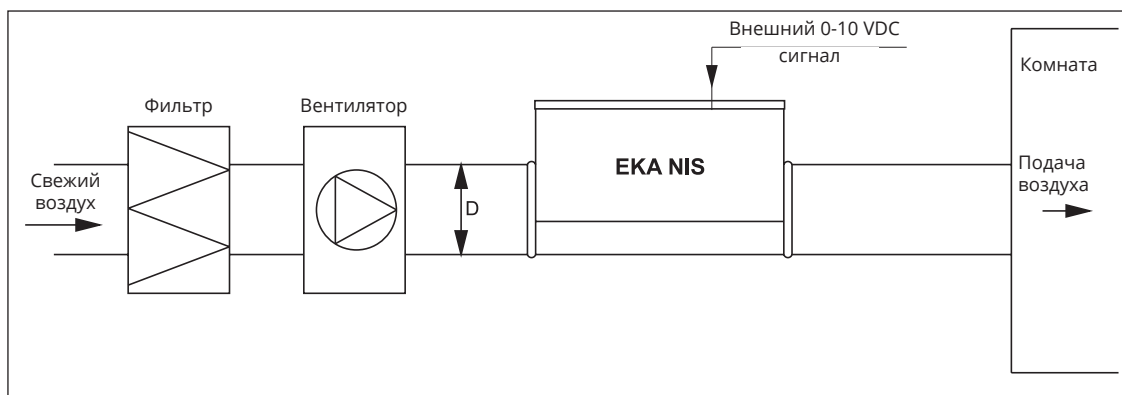 Внешний 0-10 VDC
сигнал
Комната
Фильтр
Вентилятор
EKA NIS
Свежий
воздух
D
Подача
воздуха